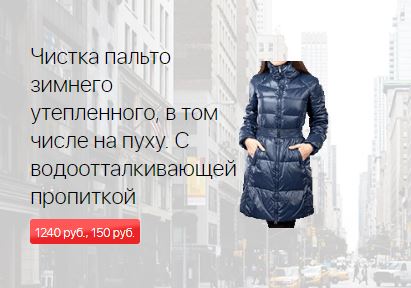 Чистка пальто
зимнего
утепленного, в том
числе на пуху. С
водоотталкивающей
пропиткой
1240 руб., 150 руб.